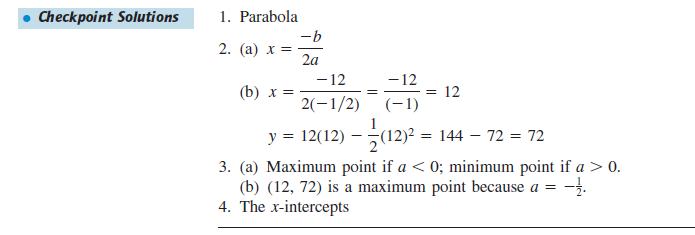 • Checkpoint Solutions
1. Parabola
2. (a) x = -b/2a
(b) x = -12/2(-1/2) = -12/(-1) = 12
y = 12(12) - 1/2(12)² = 144 - 72 = 72
3. (a) Maximum point if a < 0; minimum point if a > 0.
(b) (12, 72) is a maximum point because a = -1/2.
4. The x-intercepts